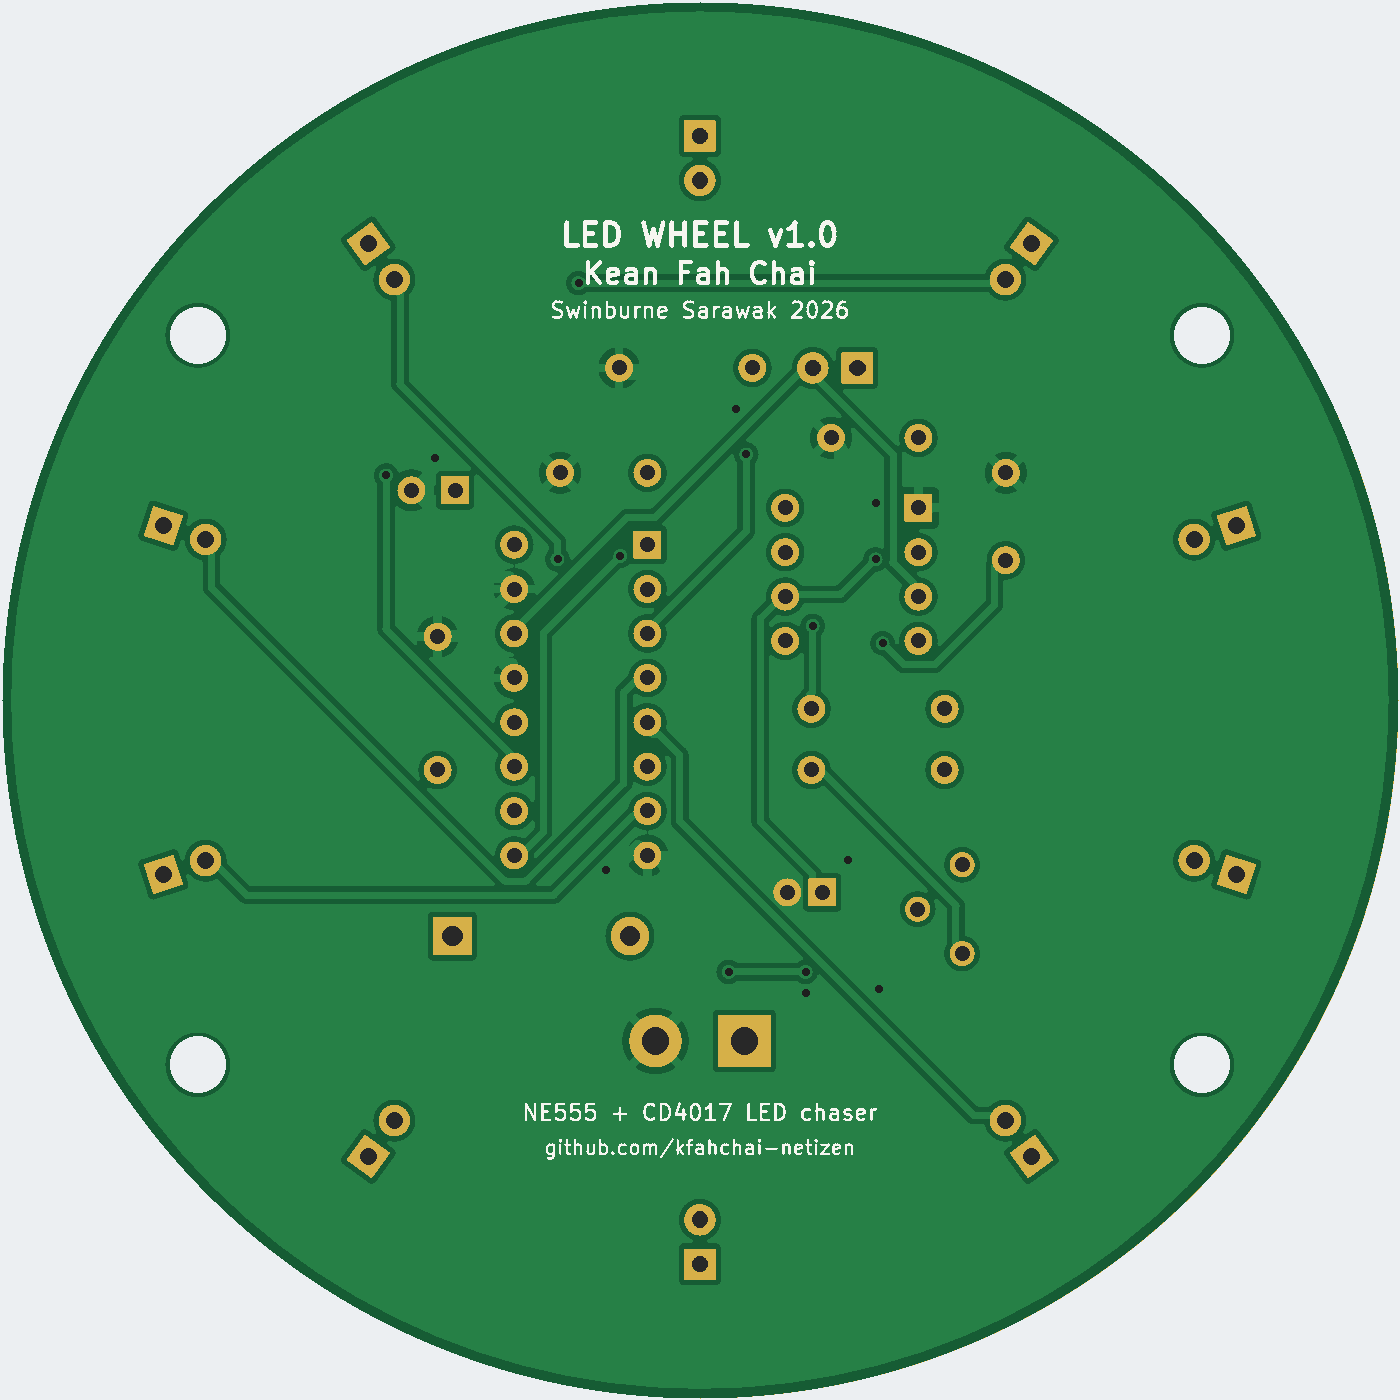 LED WHEEL v1.0
Kean Fah Chai
Swinburne Sarawak 2026
NE555 + CD4017 LED chaser
github.com/kfahchai-netizen